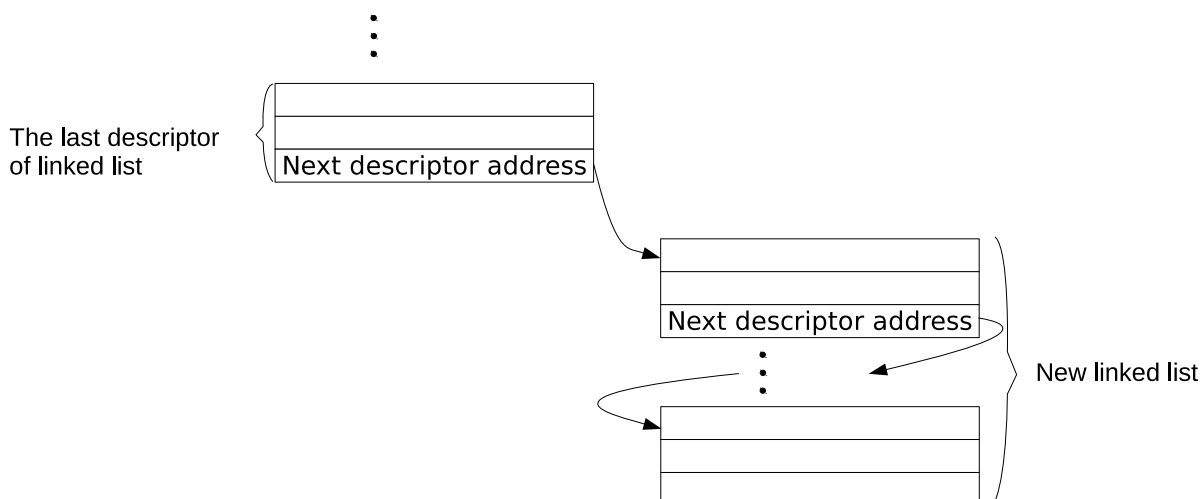 The last descriptor
of linked list
Next descriptor address
Next descriptor address
New linked list